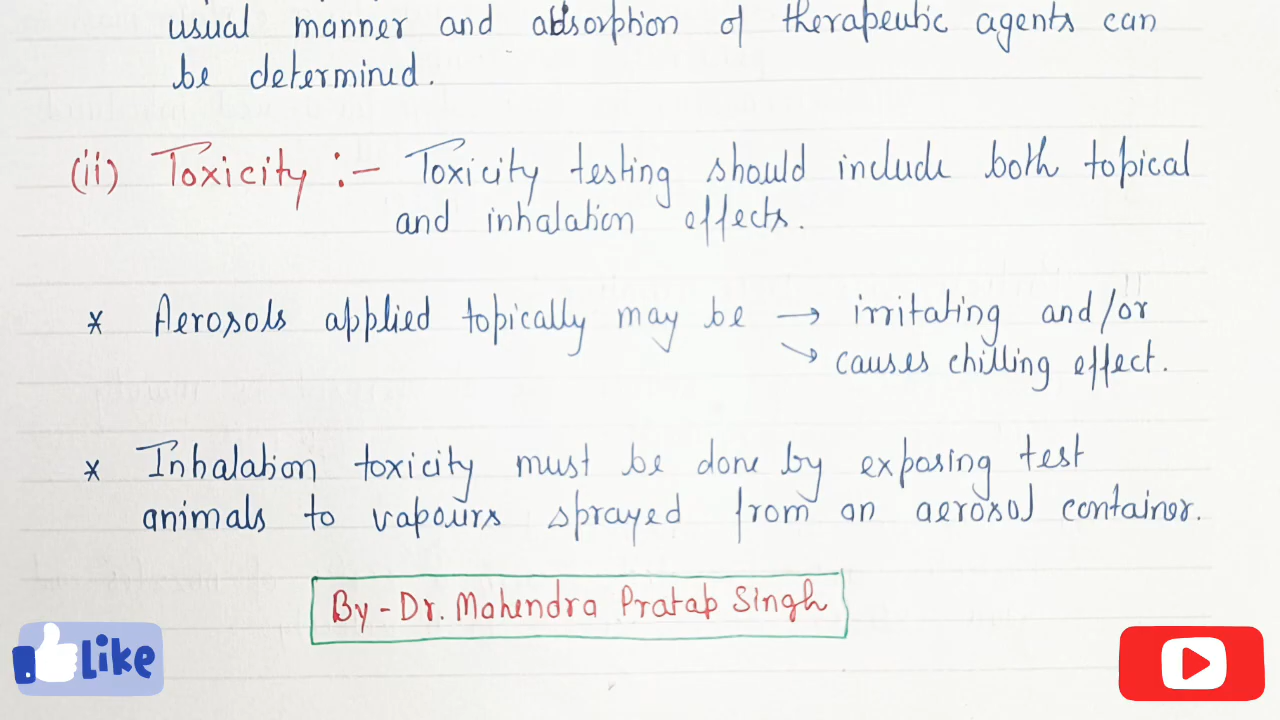 usual manner and absorption of therapeutic agents can
be determined.
(ii) Toxicity :- Toxicity testing should include both topical
and inhalation effects.
* Aerosols applied topically may be → irritating and/or
↘ causes chilling effect.
* Inhalation toxicity must be done by exposing test
animals to vapours sprayed from an aerosol container.
By - Dr. Mahendra Pratap Singh
Like